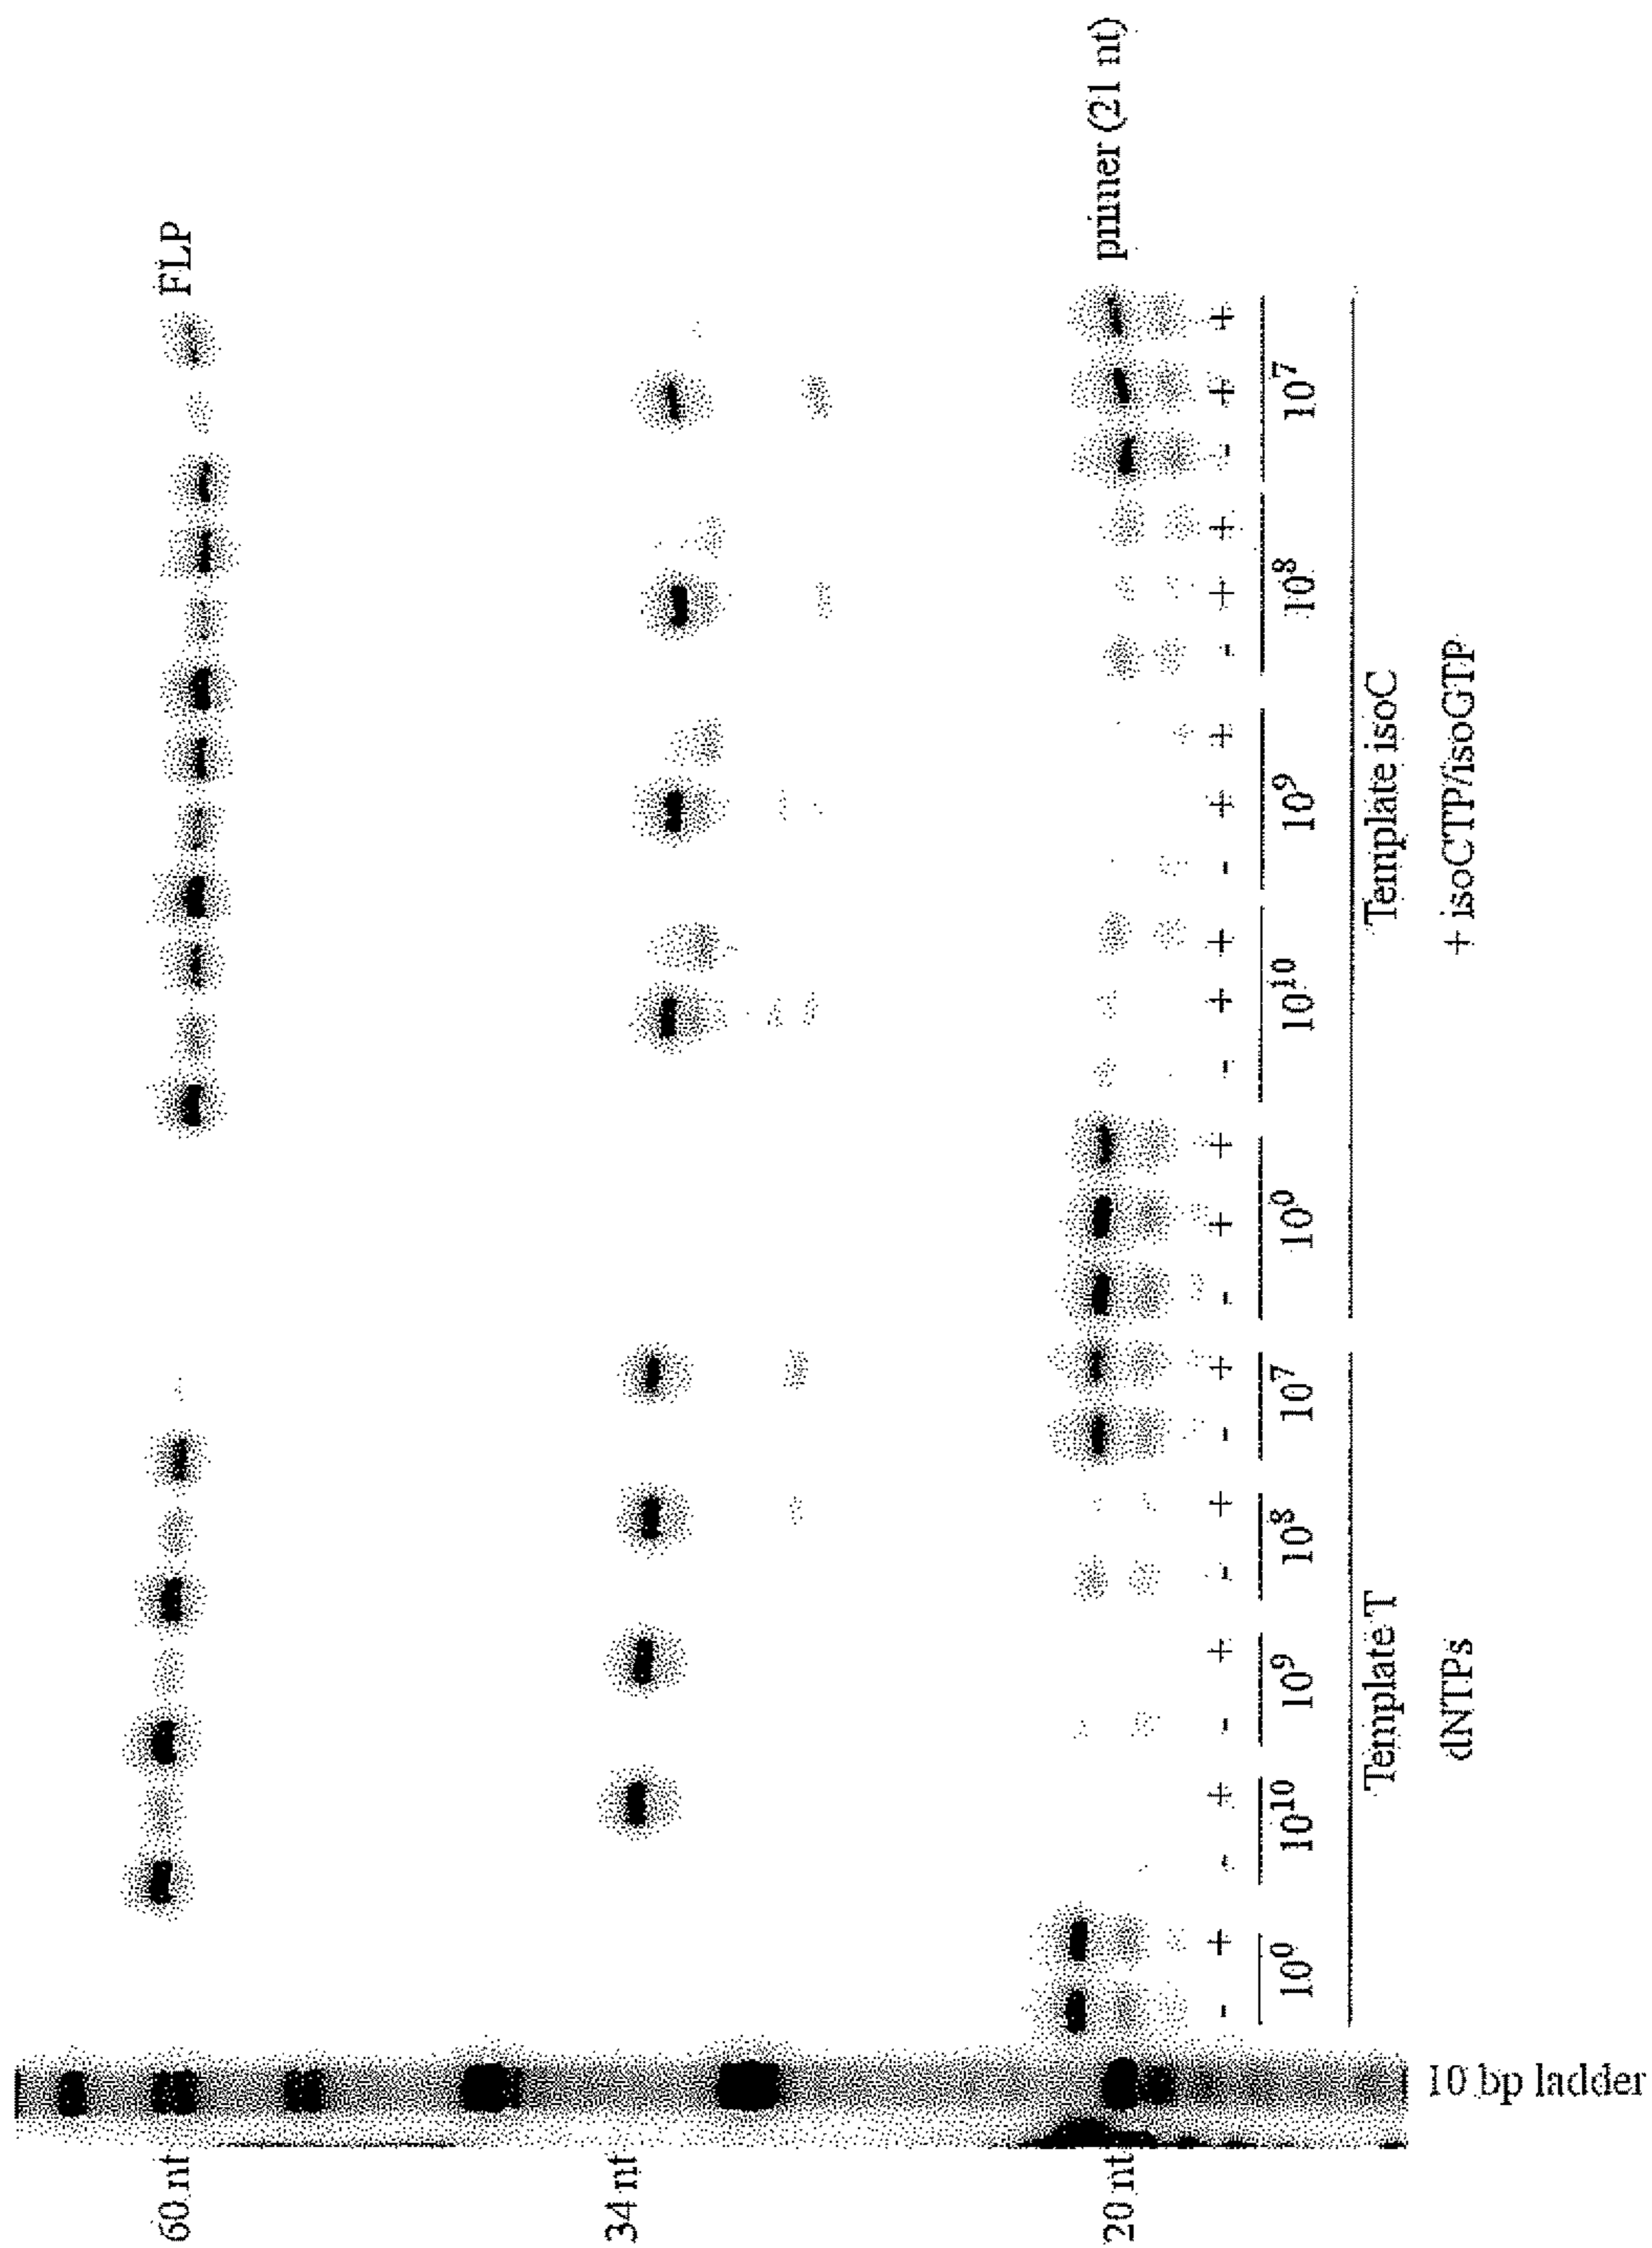 60 nt FLP
34 nt
20 nt primer (21 nt)
- + - + - + - + - + - + + - + + - + + - + + - + +
10⁰ 10¹⁰ 10⁹ 10⁸ 10⁷ 10⁰ 10¹⁰ 10⁹ 10⁸ 10⁷
Template T Template isoC
dNTPs + isoCTP/isoGTP
10 bp ladder